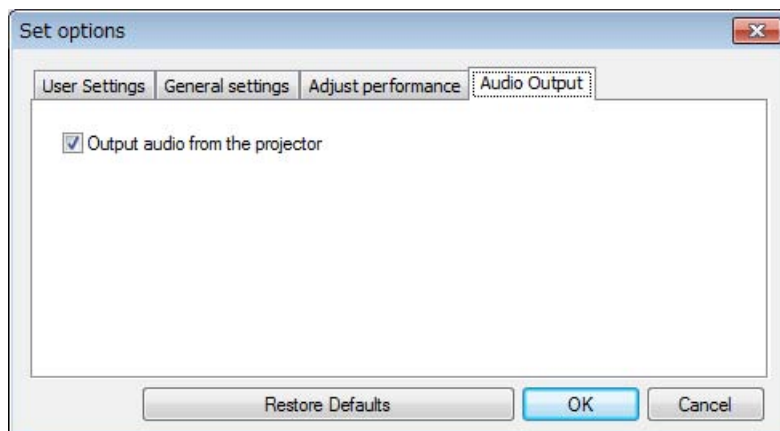 Set options
User Settings General settings Adjust performance Audio Output
Output audio from the projector
Restore Defaults OK Cancel